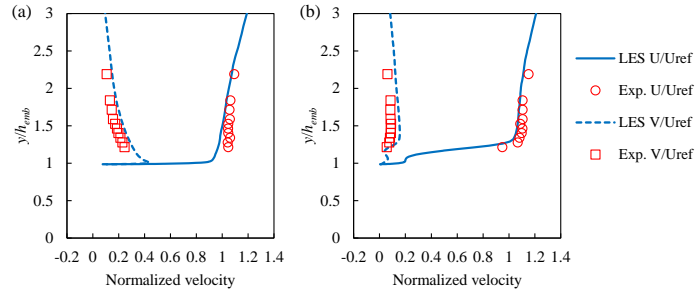 (a)
3
2.5
2
1.5
1
0.5
0
y/h_emb
-0.2 0 0.2 0.4 0.6 0.8 1 1.2 1.4
Normalized velocity
(b)
3
2.5
2
1.5
1
0.5
0
y/h_emb
-0.2 0 0.2 0.4 0.6 0.8 1 1.2 1.4
Normalized velocity
LES U/Uref
Exp. U/Uref
LES V/Uref
Exp. V/Uref